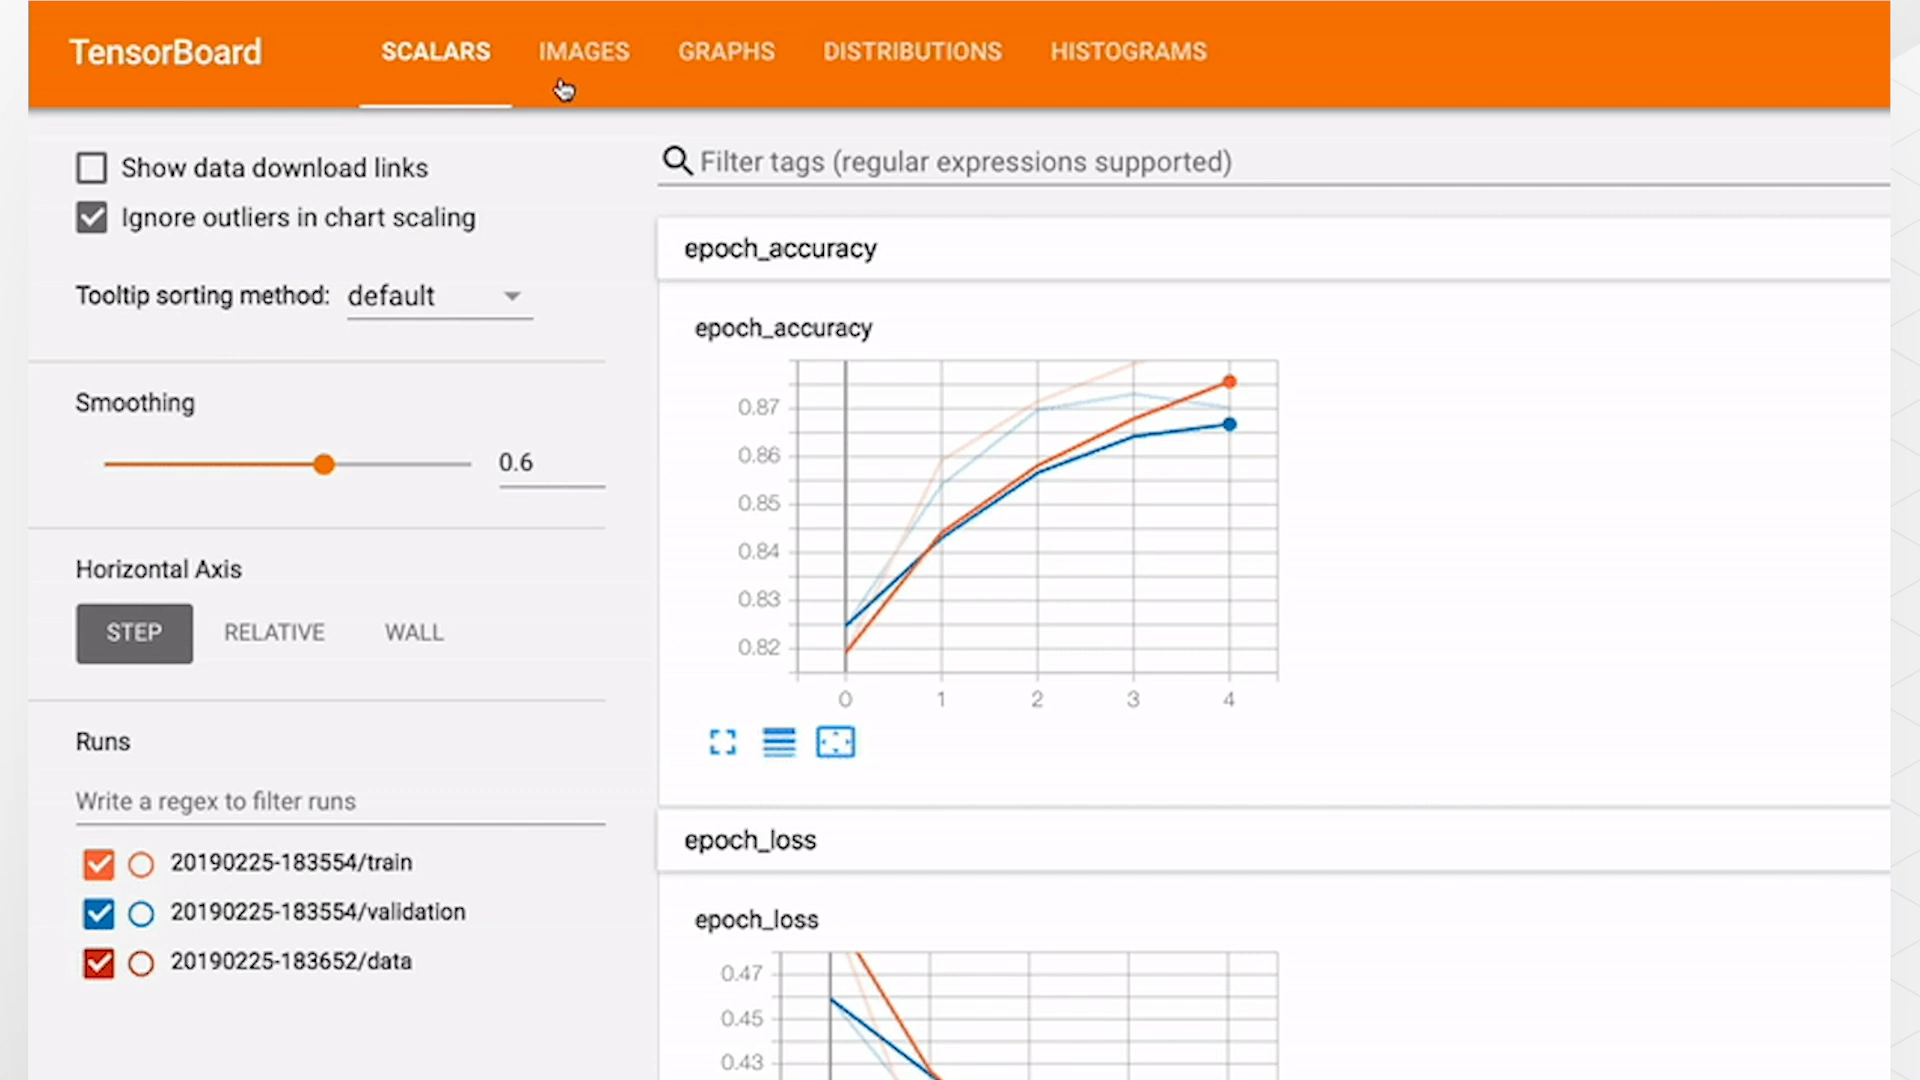 TensorBoard
SCALARS IMAGES GRAPHS DISTRIBUTIONS HISTOGRAMS
Show data download links
Ignore outliers in chart scaling
Tooltip sorting method: default
Smoothing
0.6
Horizontal Axis
STEP RELATIVE WALL
Runs
Write a regex to filter runs
20190225-183554/train
20190225-183554/validation
20190225-183652/data
Filter tags (regular expressions supported)
epoch_accuracy
epoch_accuracy
0.87
0.86
0.85
0.84
0.83
0.82
0 1 2 3 4
epoch_loss
epoch_loss
0.47
0.45
0.43